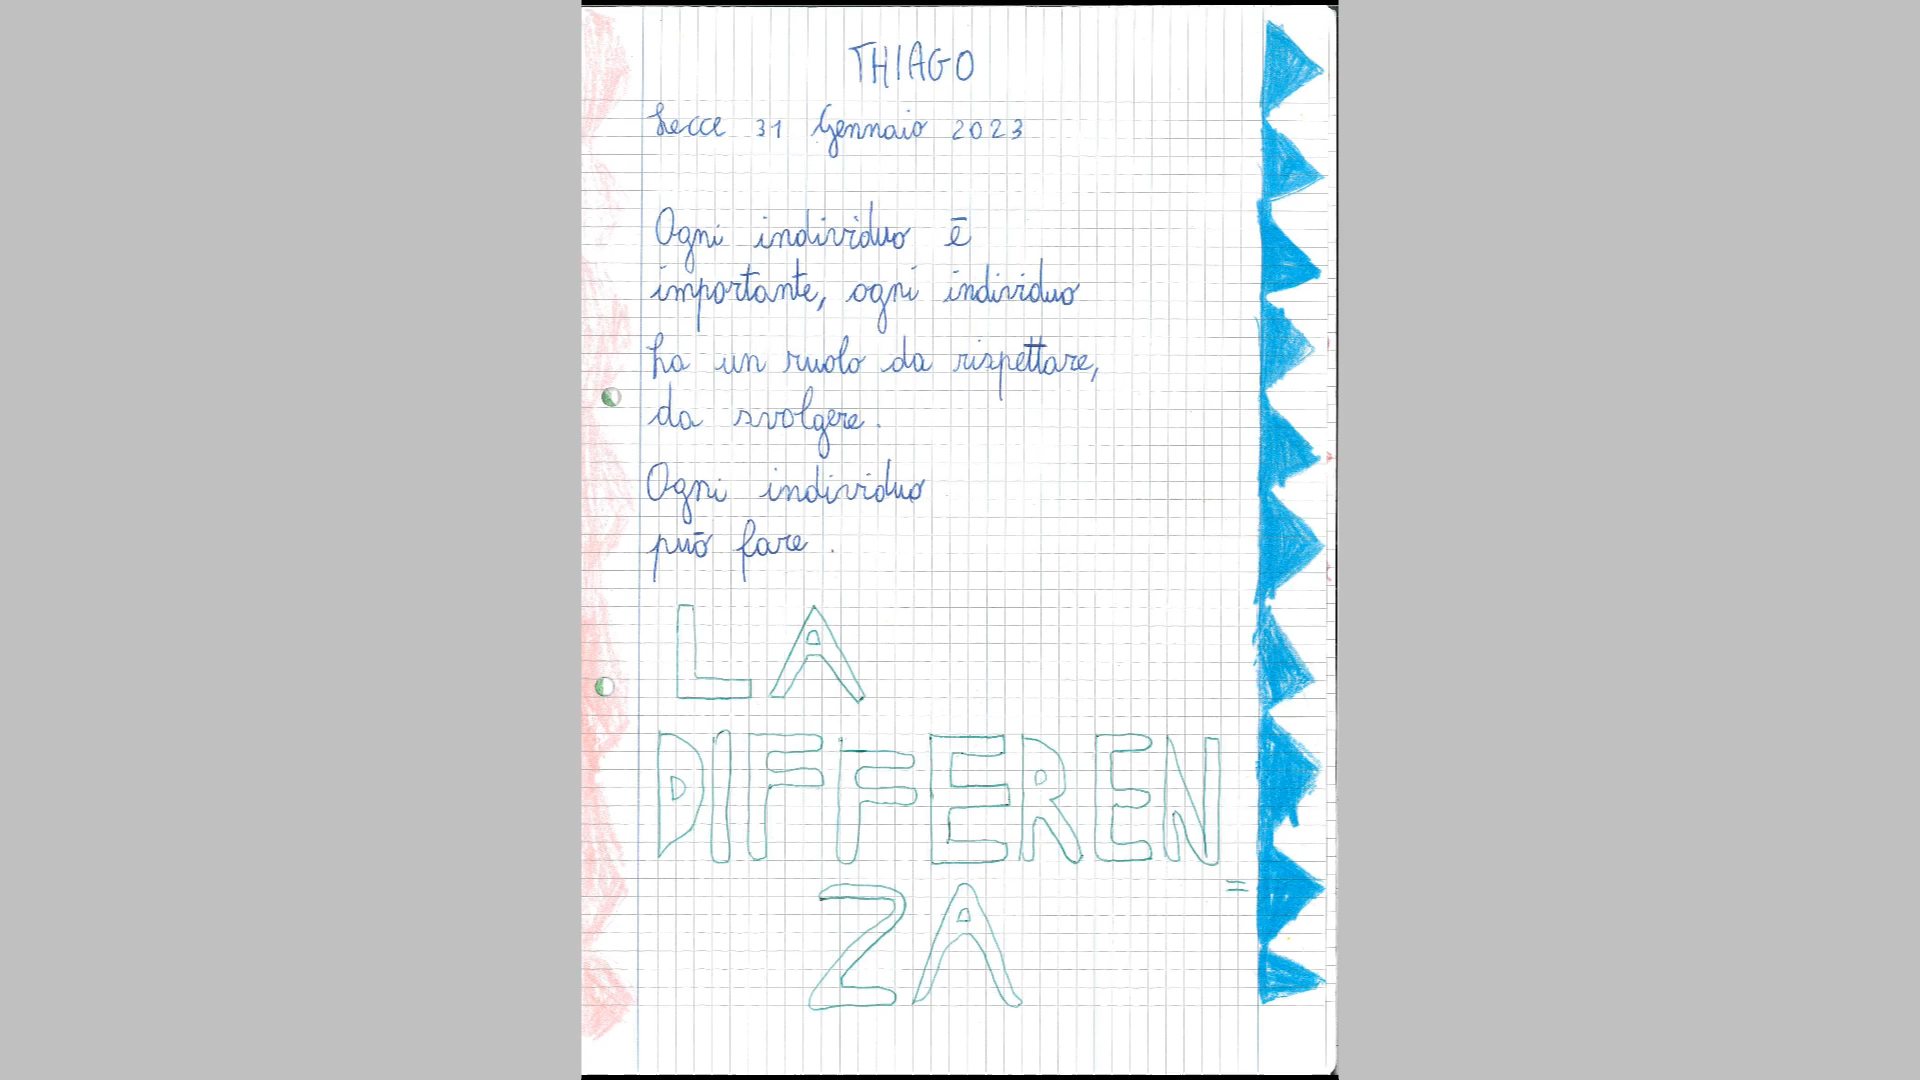 THIAGO
Lecce 31 Gennaio 2023
Ogni individuo è
importante, ogni individuo
ha un ruolo da rispettare,
da svolgere.
Ogni individuo
può fare.
LA
DIFFEREN=
ZA